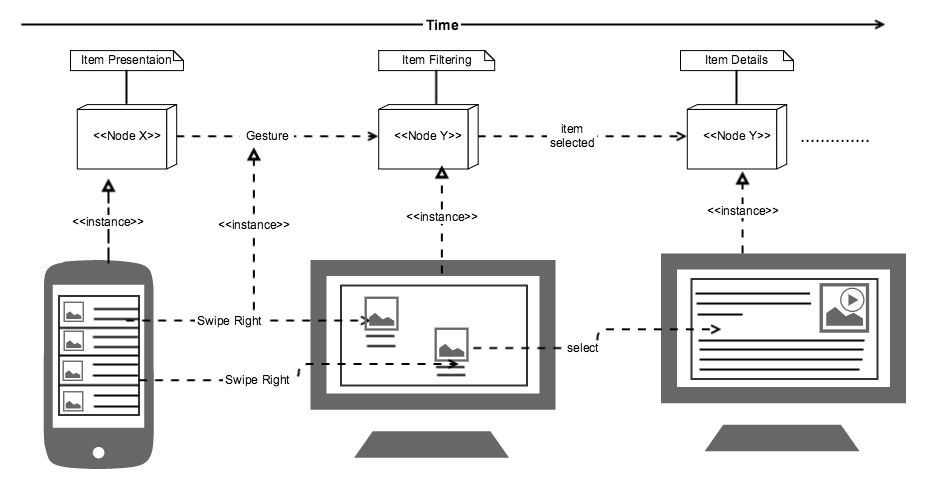 Time
Item Presentaion
Item Filtering
Item Details
<<Node X>>
Gesture
<<Node Y>>
item
selected
<<Node Y>>
..............
<<instance>>
<<instance>>
<<instance>>
<<instance>>
Swipe Right
select
Swipe Right